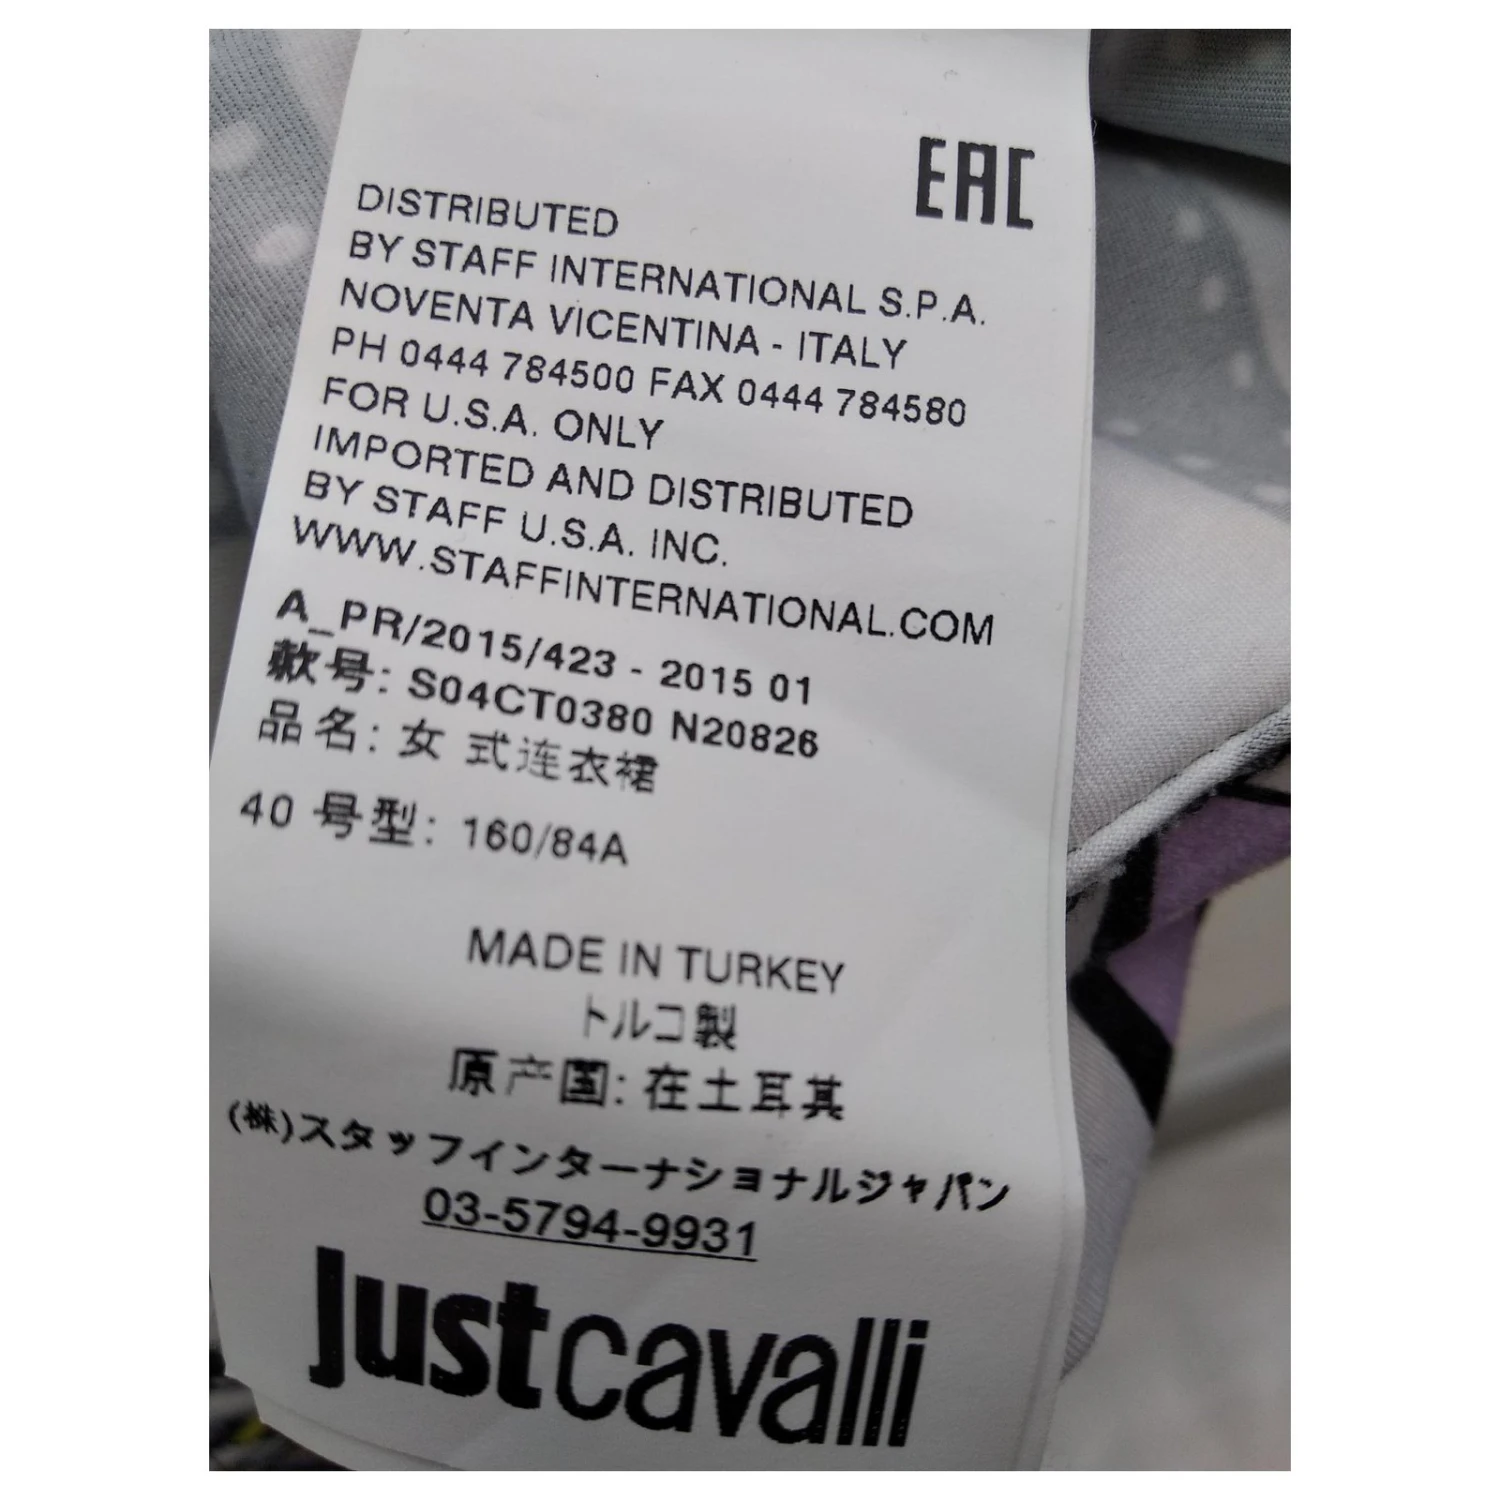 EAC
DISTRIBUTED
BY STAFF INTERNATIONAL S.P.A.
NOVENTA VICENTINA - ITALY
PH 0444 784500 FAX 0444 784580
FOR U.S.A. ONLY
IMPORTED AND DISTRIBUTED
BY STAFF U.S.A. INC.
WWW.STAFFINTERNATIONAL.COM
A_PR/2015/423 - 2015 01
款号: S04CT0380 N20826
品名: 女 式连衣裙
40 号型: 160/84A
MADE IN TURKEY
トルコ製
原产国: 在土耳其
(株)スタッフインターナショナルジャパン
03-5794-9931
justcavalli